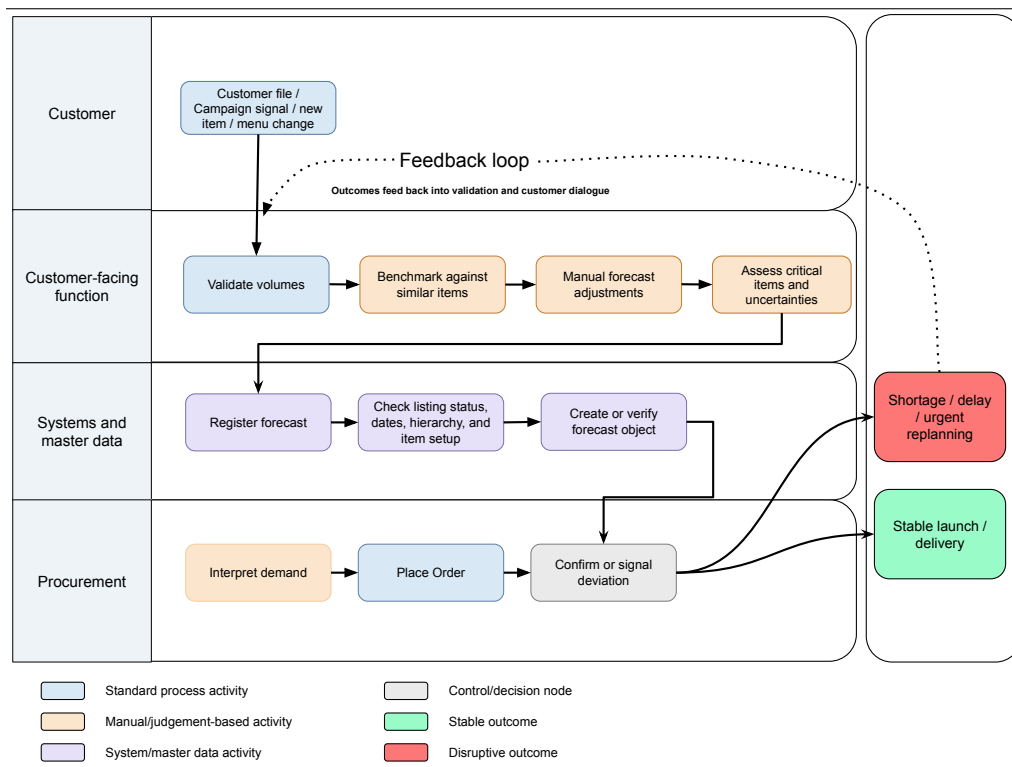 Customer
Customer file /
Campaign signal / new
item / menu change
Feedback loop
Outcomes feed back into validation and customer dialogue
Customer-facing
function
Validate volumes
Benchmark against
similar items
Manual forecast
adjustments
Assess critical
items and
uncertainties
Systems and
master data
Register forecast
Check listing status,
dates, hierarchy, and
item setup
Create or verify
forecast object
Shortage / delay
/ urgent
replanning
Procurement
Interpret demand
Place Order
Confirm or signal
deviation
Stable launch /
delivery
Standard process activity
Manual/judgement-based activity
System/master data activity
Control/decision node
Stable outcome
Disruptive outcome